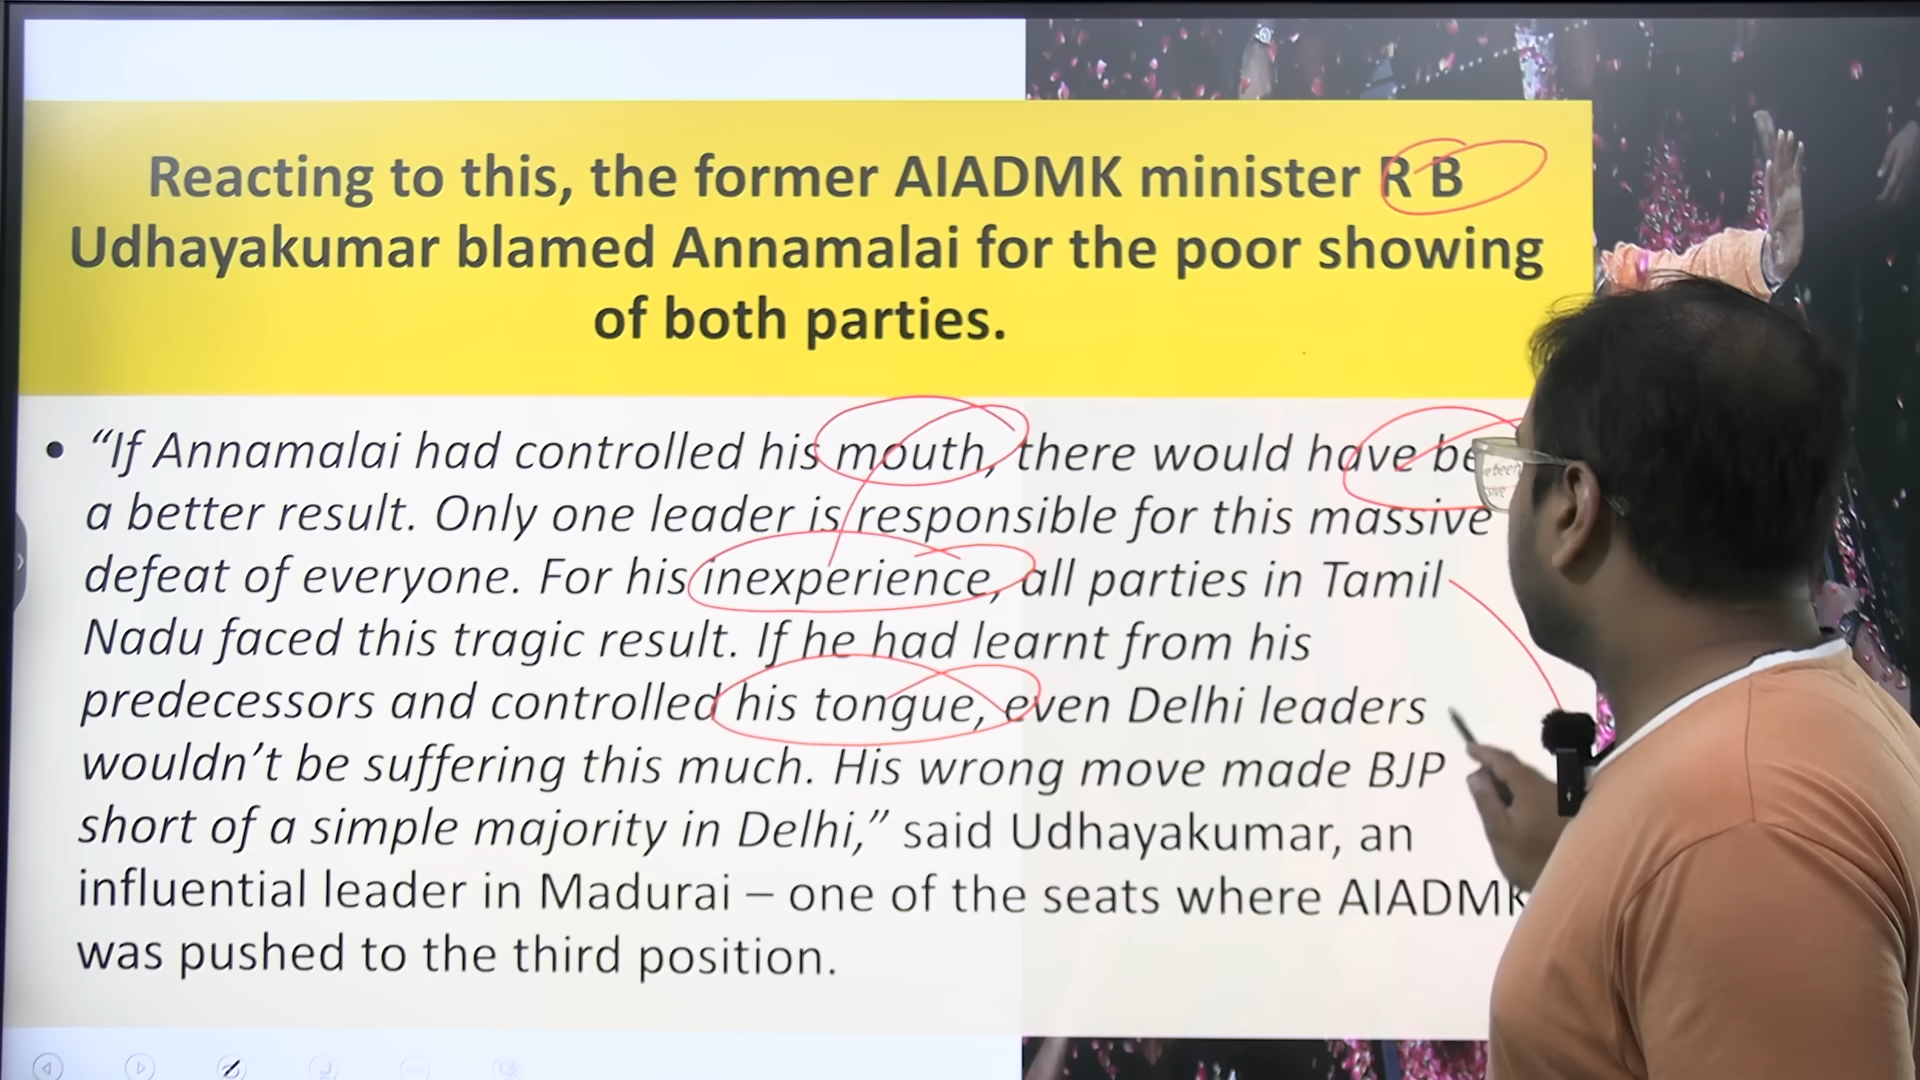 Reacting to this, the former AIADMK minister R B
Udhayakumar blamed Annamalai for the poor showing
of both parties.
• “If Annamalai had controlled his mouth, there would have
a better result. Only one leader is responsible for this massive
defeat of everyone. For his inexperience, all parties in Tamil
Nadu faced this tragic result. If he had learnt from his
predecessors and controlled his tongue, even Delhi leaders
wouldn’t be suffering this much. His wrong move made BJP
short of a simple majority in Delhi,” said Udhayakumar, an
influential leader in Madurai – one of the seats where AIADMK
was pushed to the third position.